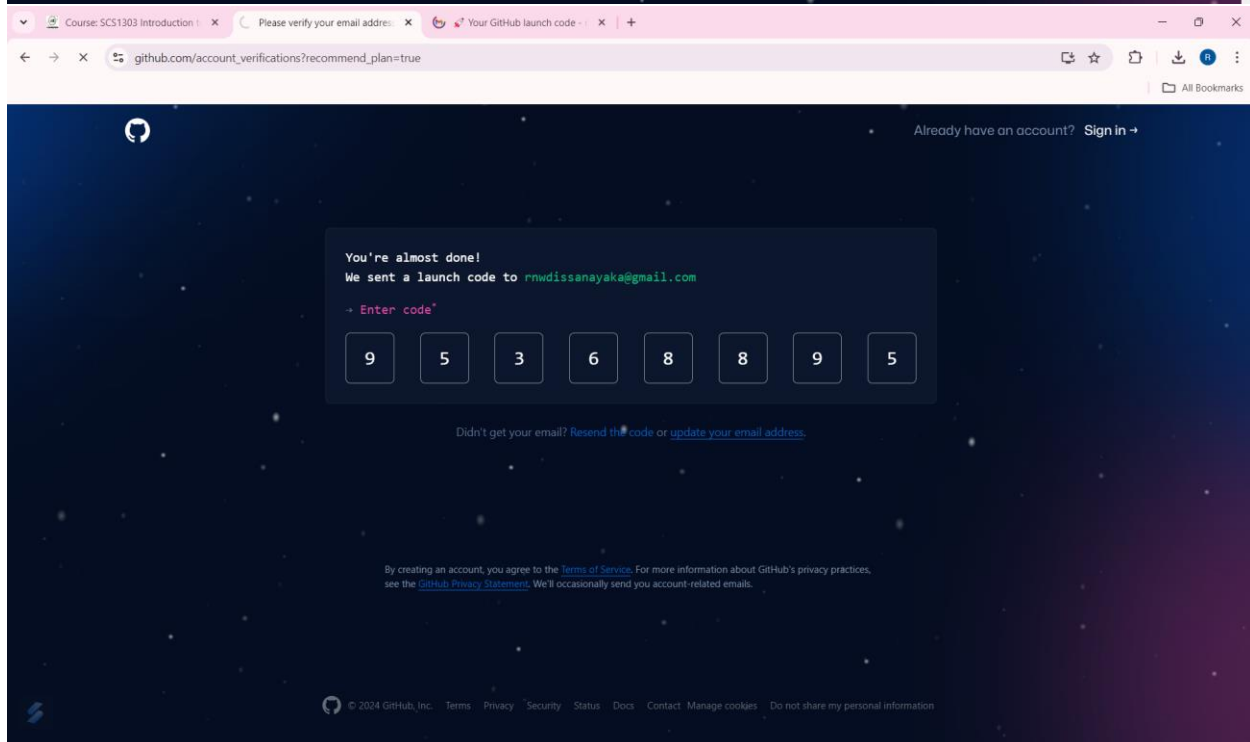 Course: SCS1303 Introduction t
Please verify your email address
🚀 Your GitHub launch code -
github.com/account_verifications?recommend_plan=true
R
All Bookmarks
Already have an account? Sign in →
You're almost done!
We sent a launch code to rnwdissanayaka@gmail.com
→ Enter code*
9 5 3 6 8 8 9 5
Didn't get your email? Resend the code or update your email address.
By creating an account, you agree to the Terms of Service. For more information about GitHub's privacy practices,
see the GitHub Privacy Statement. We'll occasionally send you account-related emails.
© 2024 GitHub, Inc. Terms Privacy Security Status Docs Contact Manage cookies Do not share my personal information